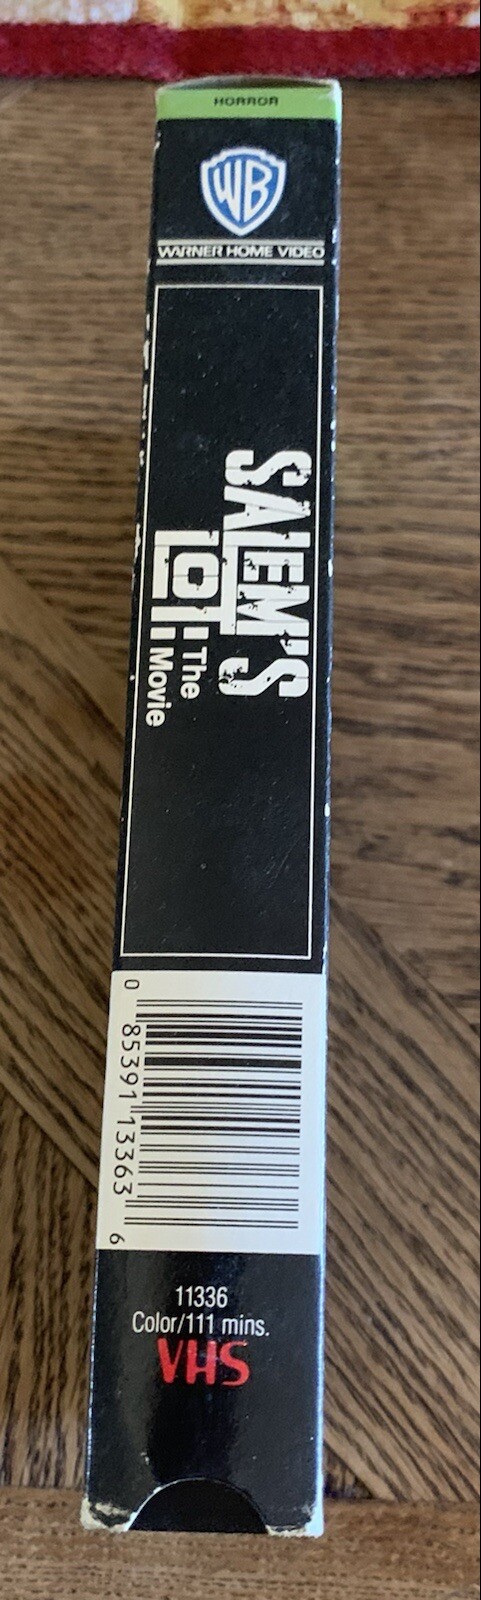 HORROR
WB
WARNER HOME VIDEO
SALEM'S
LOT: The
Movie
0 85391 13363 6
11336
Color/111 mins.
VHS